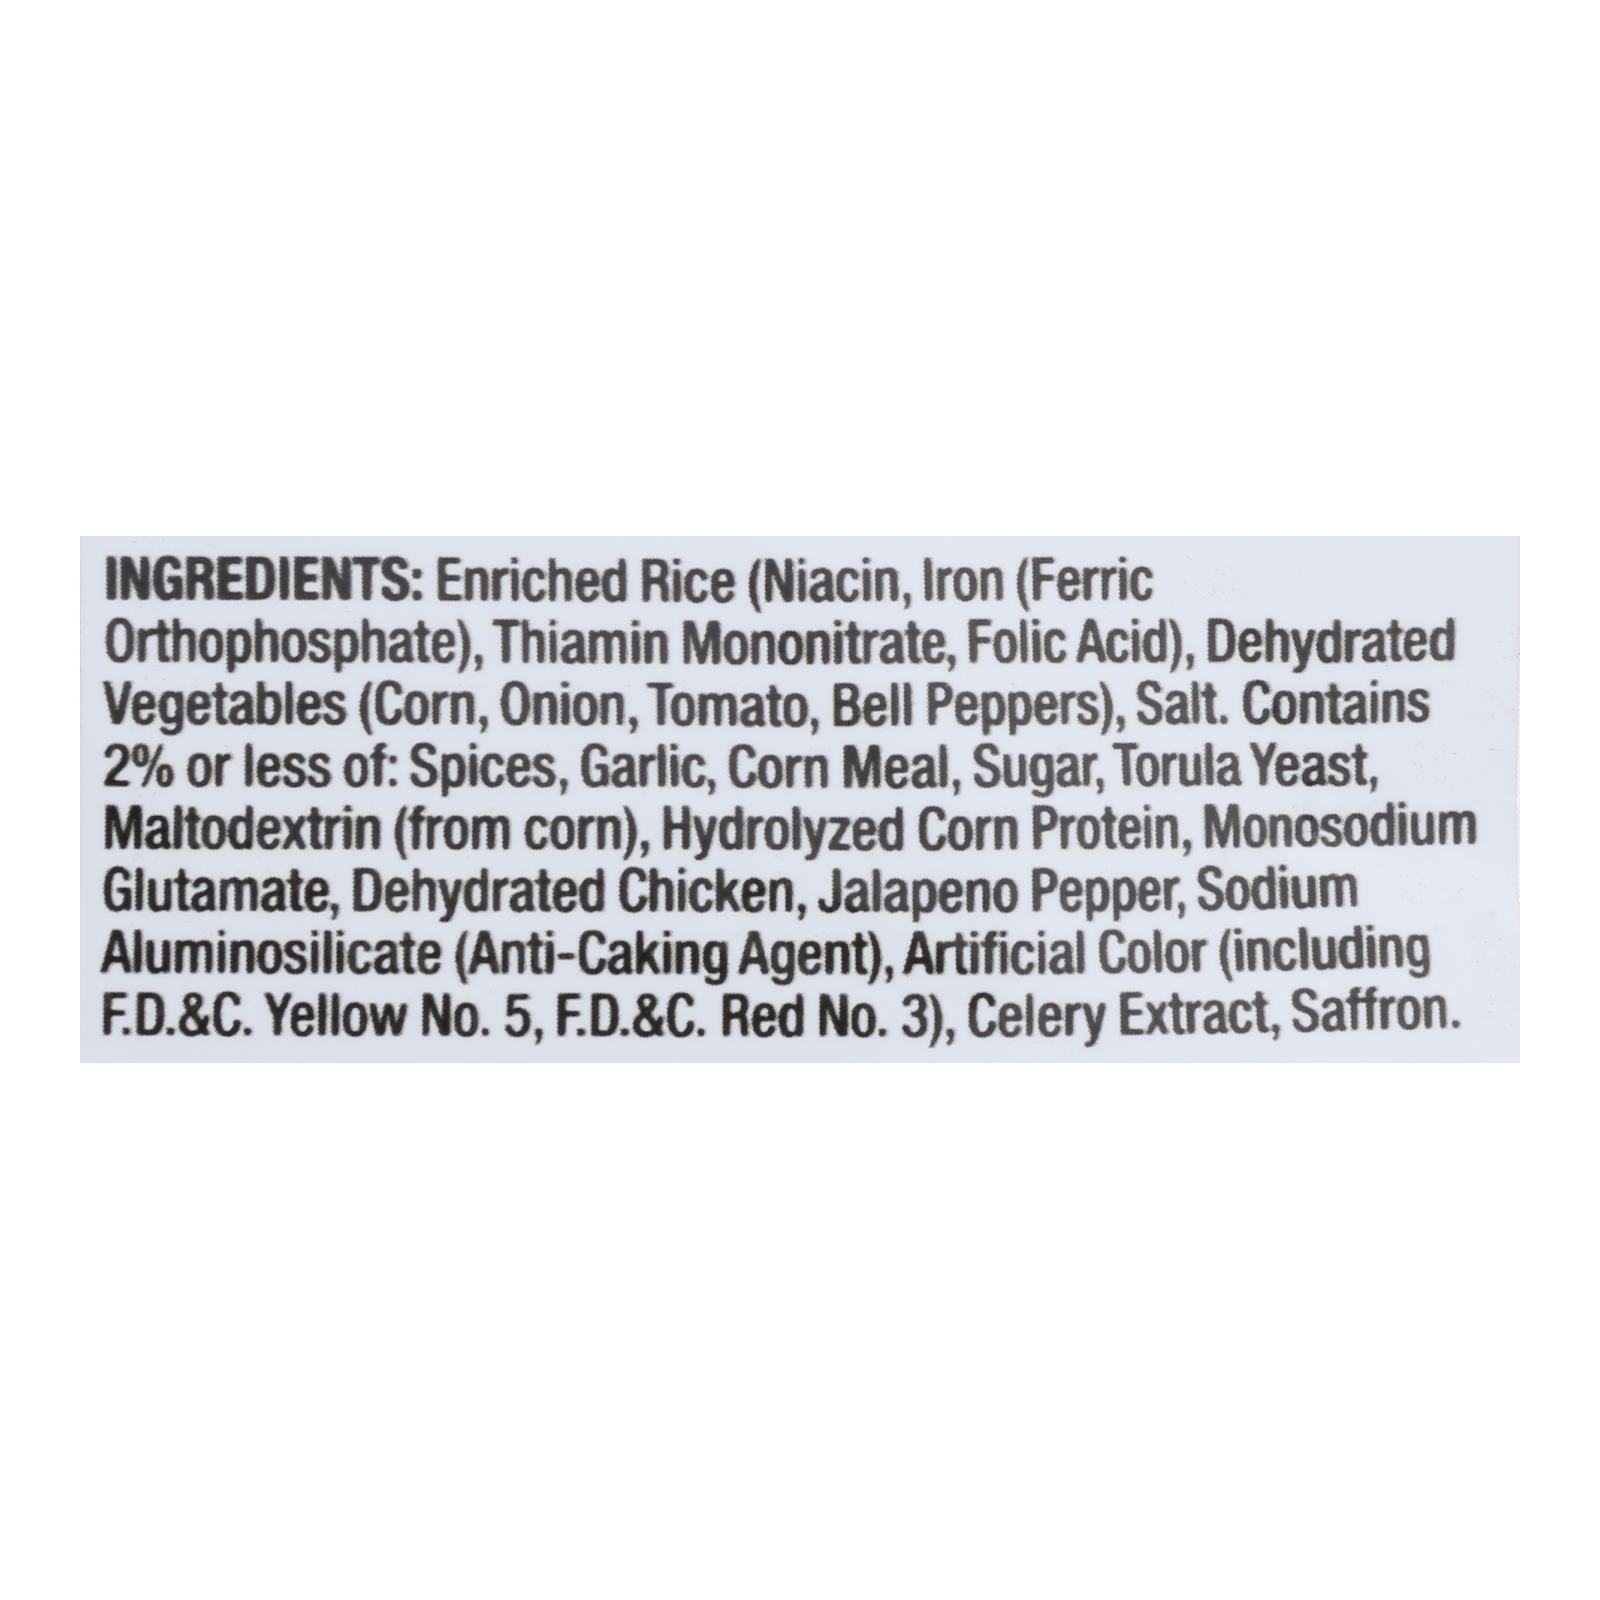 INGREDIENTS: Enriched Rice (Niacin, Iron (Ferric
Orthophosphate), Thiamin Mononitrate, Folic Acid), Dehydrated
Vegetables (Corn, Onion, Tomato, Bell Peppers), Salt. Contains
2% or less of: Spices, Garlic, Corn Meal, Sugar, Torula Yeast,
Maltodextrin (from corn), Hydrolyzed Corn Protein, Monosodium
Glutamate, Dehydrated Chicken, Jalapeno Pepper, Sodium
Aluminosilicate (Anti-Caking Agent), Artificial Color (including
F.D.&C. Yellow No. 5, F.D.&C. Red No. 3), Celery Extract, Saffron.